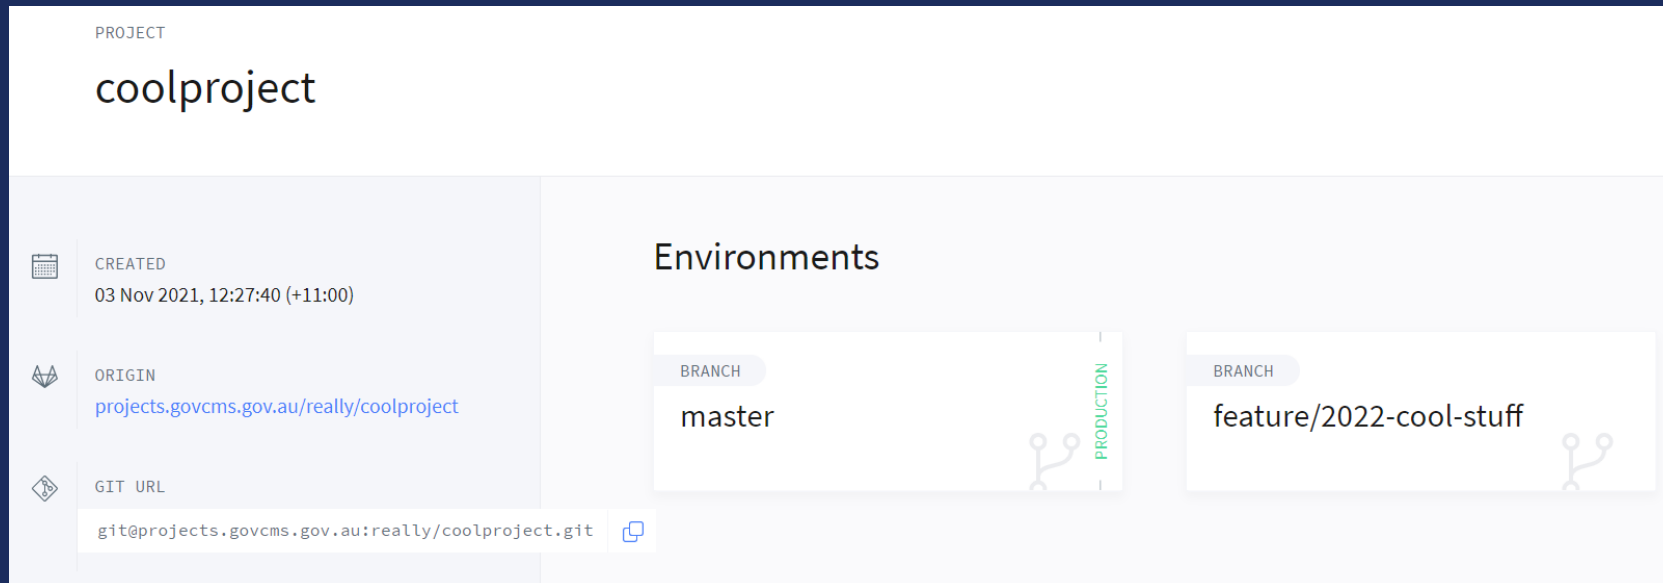 PROJECT
coolproject
CREATED
03 Nov 2021, 12:27:40 (+11:00)
ORIGIN
projects.govcms.gov.au/really/coolproject
GIT URL
git@projects.govcms.gov.au:really/coolproject.git
Environments
BRANCH
master
PRODUCTION
BRANCH
feature/2022-cool-stuff